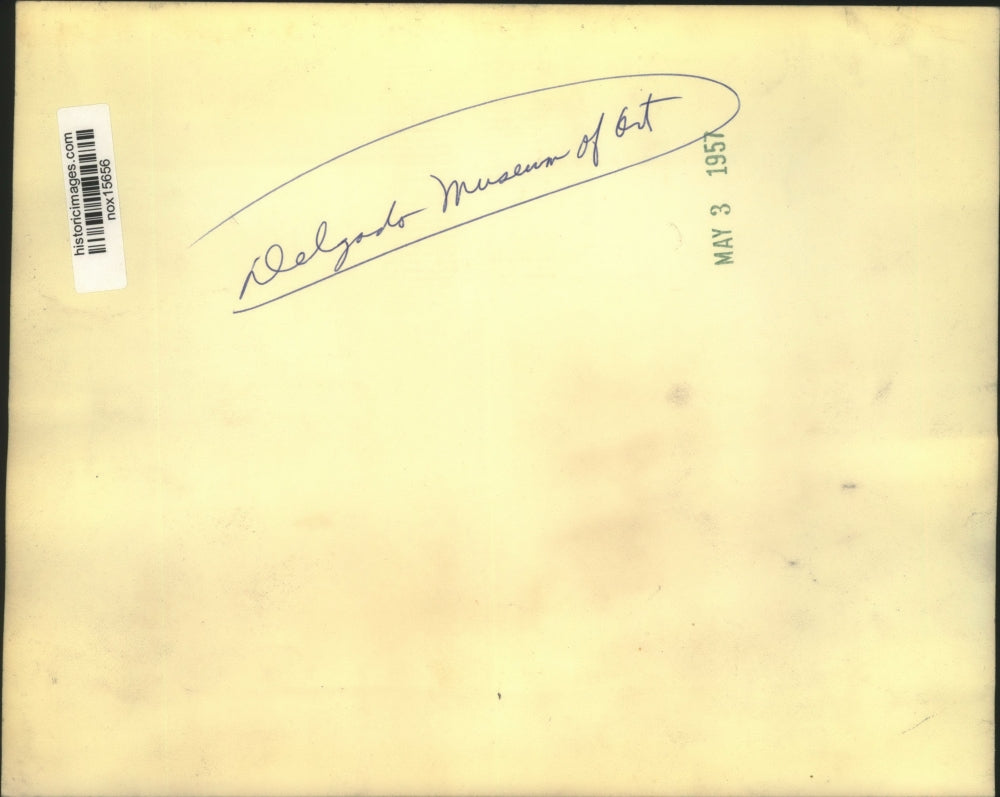 historicimages.com
nox15656
Delgado Museum of Art
MAY 3 1957